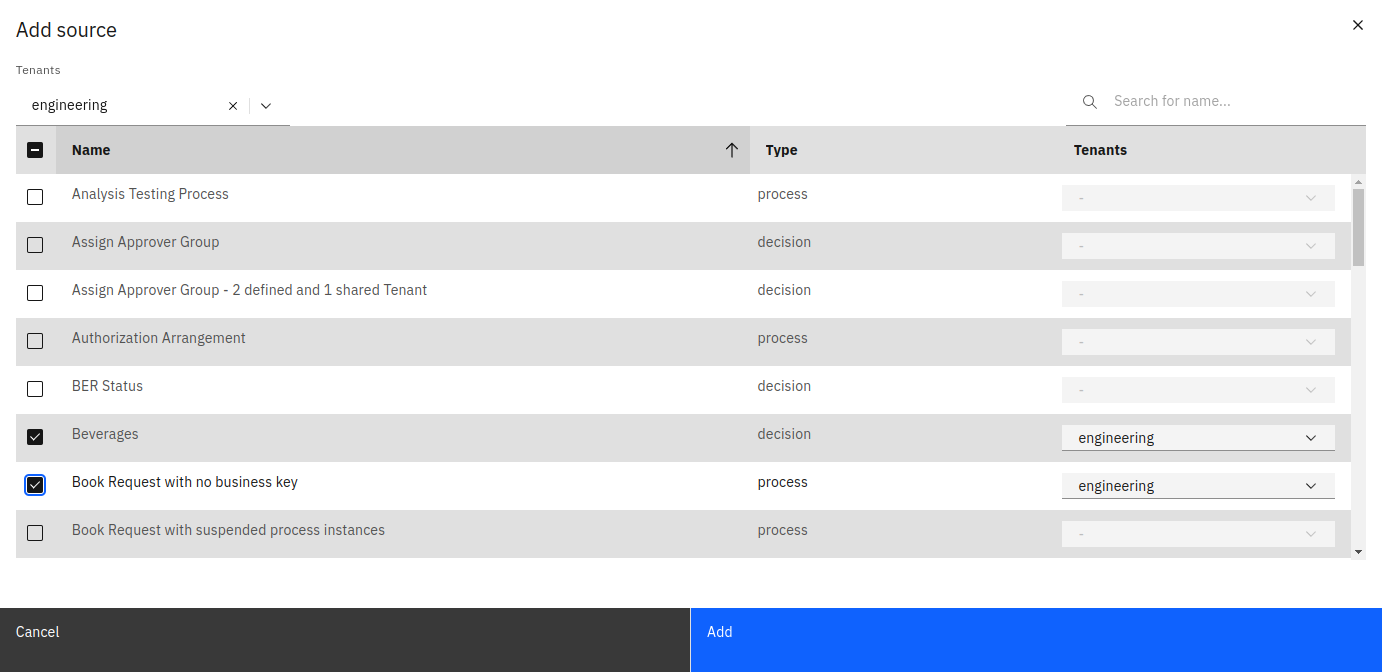 Add source
Tenants
engineering
Search for name...
Name Type Tenants
Analysis Testing Process process -
Assign Approver Group decision -
Assign Approver Group - 2 defined and 1 shared Tenant decision -
Authorization Arrangement process -
BER Status decision -
Beverages decision engineering
Book Request with no business key process engineering
Book Request with suspended process instances process -
Cancel Add